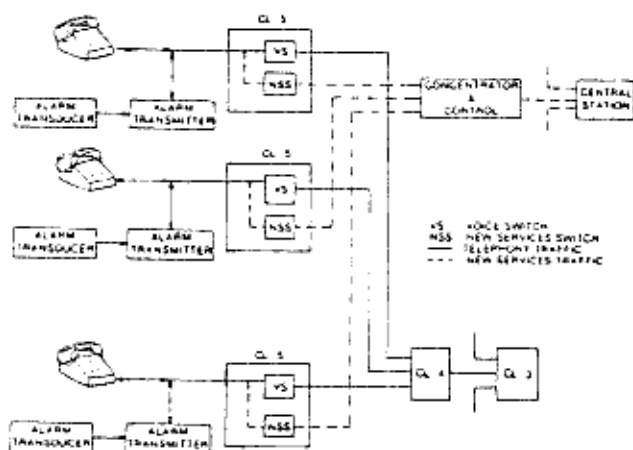 CL 5
VS
NSS
ALARM
TRANSDUCER
ALARM
TRANSMITTER
CONCENTRATOR
&
CONTROL
CENTRAL
STATION
CL 5
VS
NSS
ALARM
TRANSDUCER
ALARM
TRANSMITTER
VS VOICE SWITCH
NSS NEW SERVICES SWITCH
TELEPHONY TRAFFIC
NEW SERVICES TRAFFIC
CL 5
VS
NSS
CL 4
CL 3
ALARM
TRANSDUCER
ALARM
TRANSMITTER